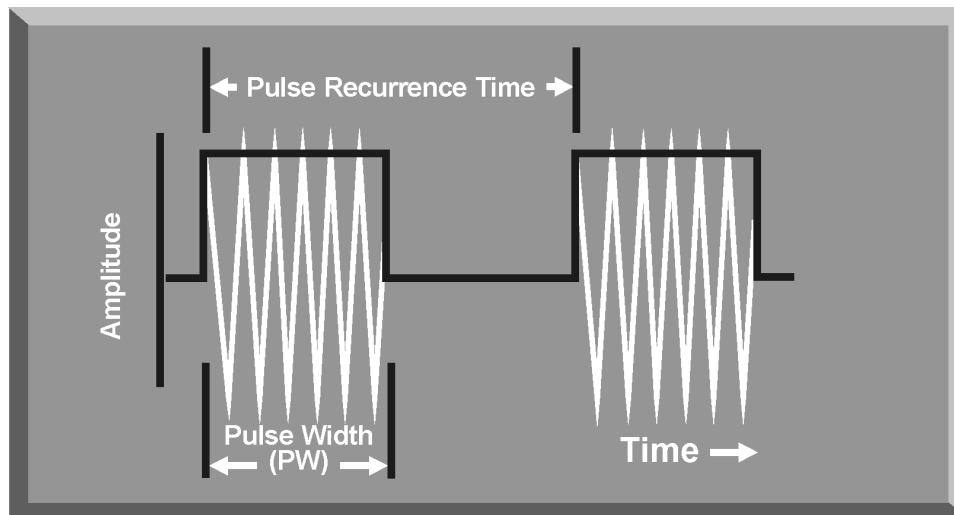 Pulse Recurrence Time
Amplitude
Pulse Width
(PW)
Time